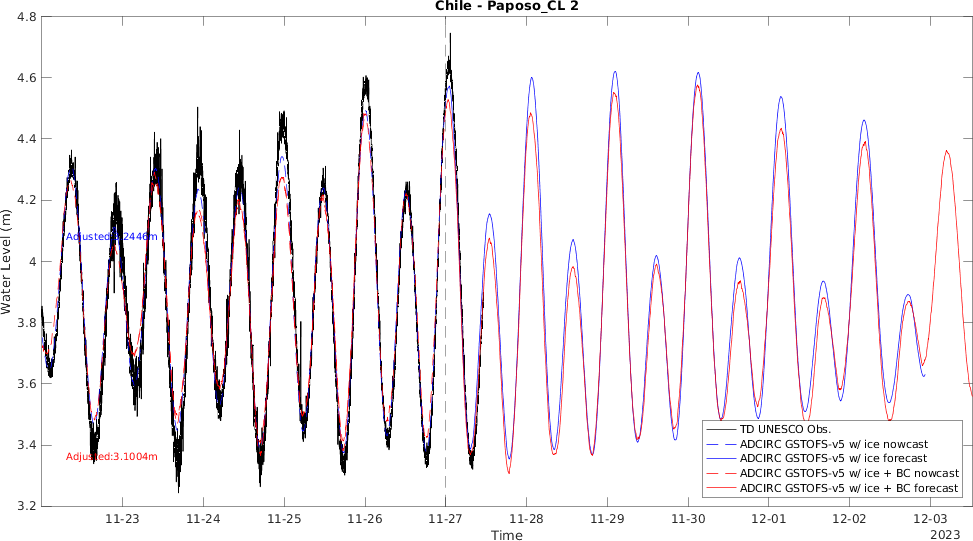 Chile - Paposo_CL 2
4.8
4.6
4.4
4.2
4
3.8
3.6
3.4
3.2
Water Level (m)
2446m
Adjusted:3.1004m
TD UNESCO Obs.
ADCIRC GSTOFS-v5 w/ ice nowcast
ADCIRC GSTOFS-v5 w/ ice forecast
ADCIRC GSTOFS-v5 w/ ice + BC nowcast
ADCIRC GSTOFS-v5 w/ ice + BC forecast
11-23 11-24 11-25 11-26 11-27 11-28 11-29 11-30 12-01 12-02 12-03
Time
2023